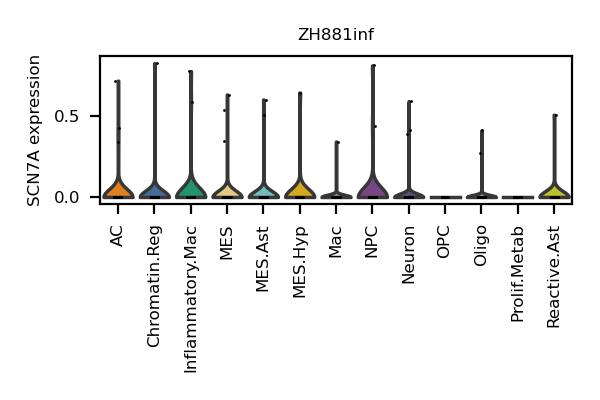 ZH881inf
SCN7A expression
0.5
0.0
AC
Chromatin.Reg
Inflammatory.Mac
MES
MES.Ast
MES.Hyp
Mac
NPC
Neuron
OPC
Oligo
Prolif.Metab
Reactive.Ast